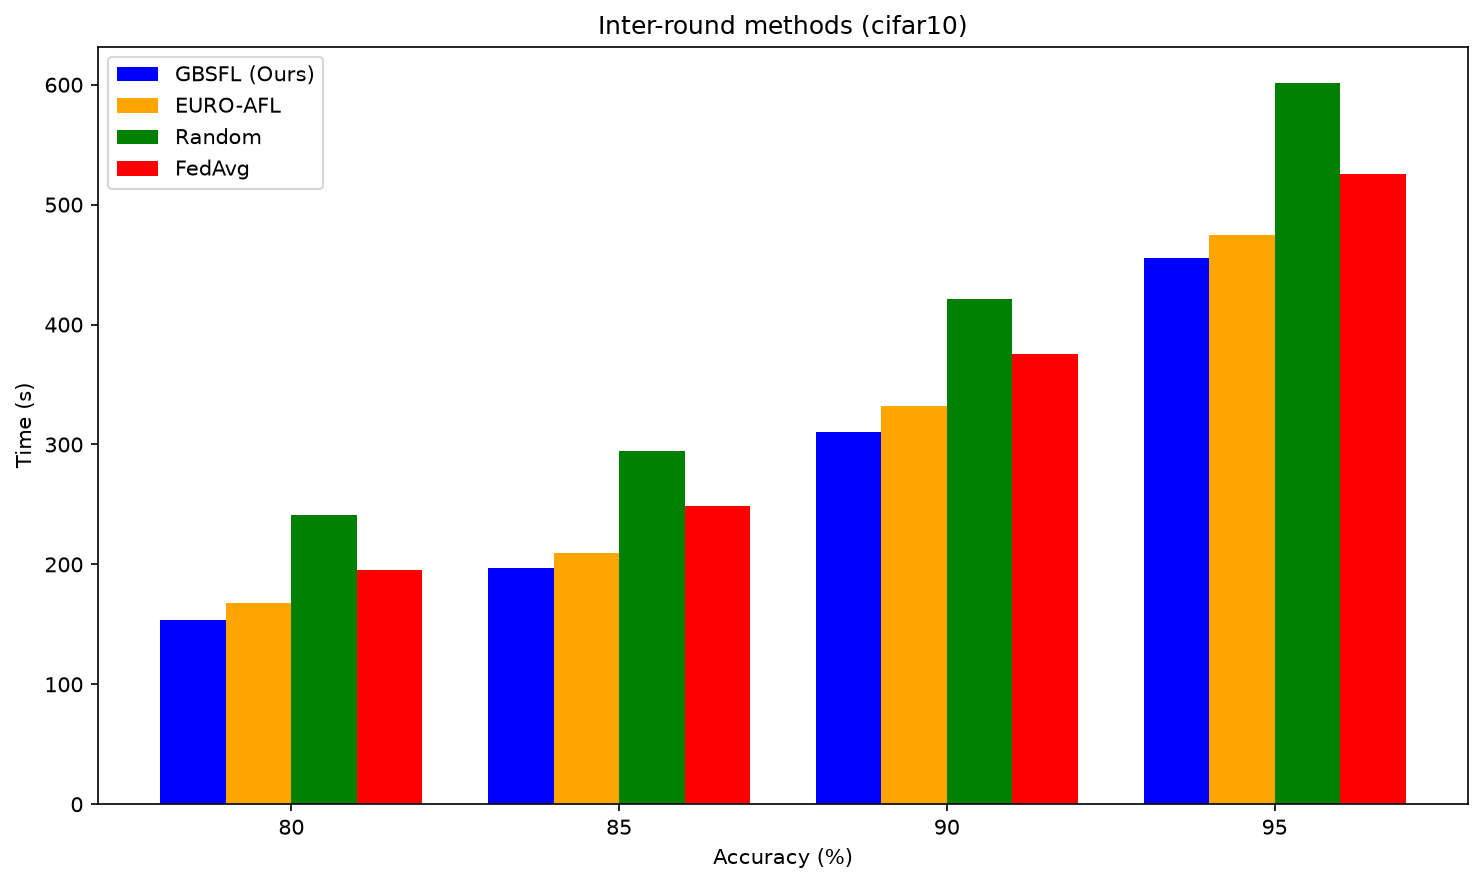 Inter-round methods (cifar10)
GBSFL (Ours)
EURO-AFL
Random
FedAvg
600
500
400
300
200
100
0
Time (s)
80 85 90 95
Accuracy (%)